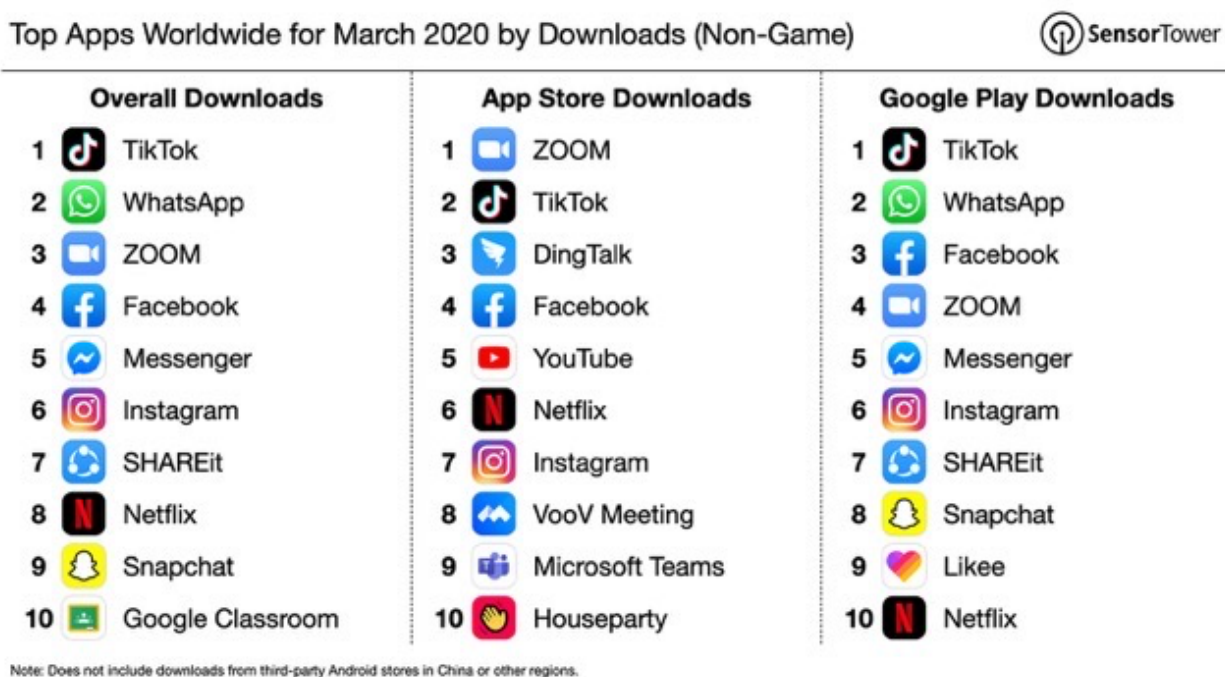 Top Apps Worldwide for March 2020 by Downloads (Non-Game)
SensorTower
Overall Downloads
1 TikTok
2 WhatsApp
3 ZOOM
4 Facebook
5 Messenger
6 Instagram
7 SHAREit
8 Netflix
9 Snapchat
10 Google Classroom
App Store Downloads
1 ZOOM
2 TikTok
3 DingTalk
4 Facebook
5 YouTube
6 Netflix
7 Instagram
8 VooV Meeting
9 Microsoft Teams
10 Houseparty
Google Play Downloads
1 TikTok
2 WhatsApp
3 Facebook
4 ZOOM
5 Messenger
6 Instagram
7 SHAREit
8 Snapchat
9 Likee
10 Netflix
Note: Does not include downloads from third-party Android stores in China or other regions.